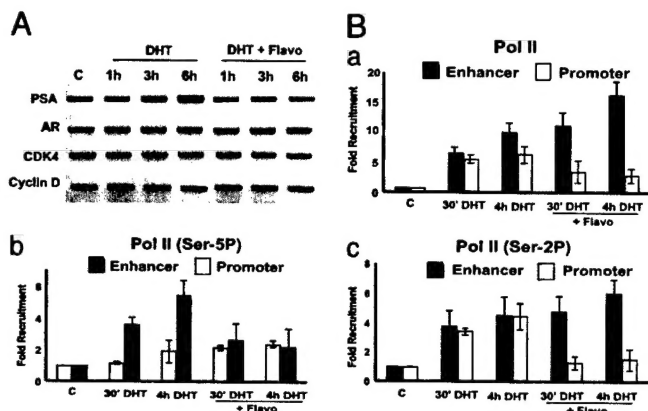 A
DHT
DHT + Flavo
C 1h 3h 6h 1h 3h 6h
PSA
AR
CDK4
Cyclin D
B
a
Pol II
Enhancer Promoter
Fold Recruitment
20
15
10
5
0
C 30' DHT 4h DHT 30' DHT 4h DHT
+ Flavo
b
Pol II (Ser-5P)
Promoter Enhancer
Fold Recruitment
6
4
2
0
C 30' DHT 4h DHT 30' DHT 4h DHT
+ Flavo
c
Pol II (Ser-2P)
Enhancer Promoter
Fold Recruitment
8
6
4
2
0
C 30' DHT 4h DHT 30' DHT 4h DHT
+ Flavo